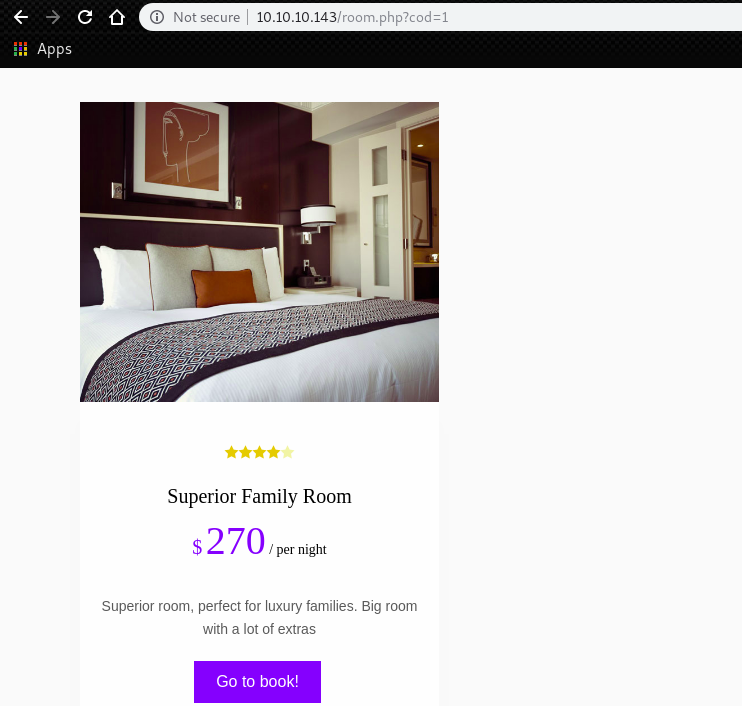 Not secure | 10.10.10.143/room.php?cod=1
Apps
Superior Family Room
$ 270 / per night
Superior room, perfect for luxury families. Big room
with a lot of extras
Go to book!